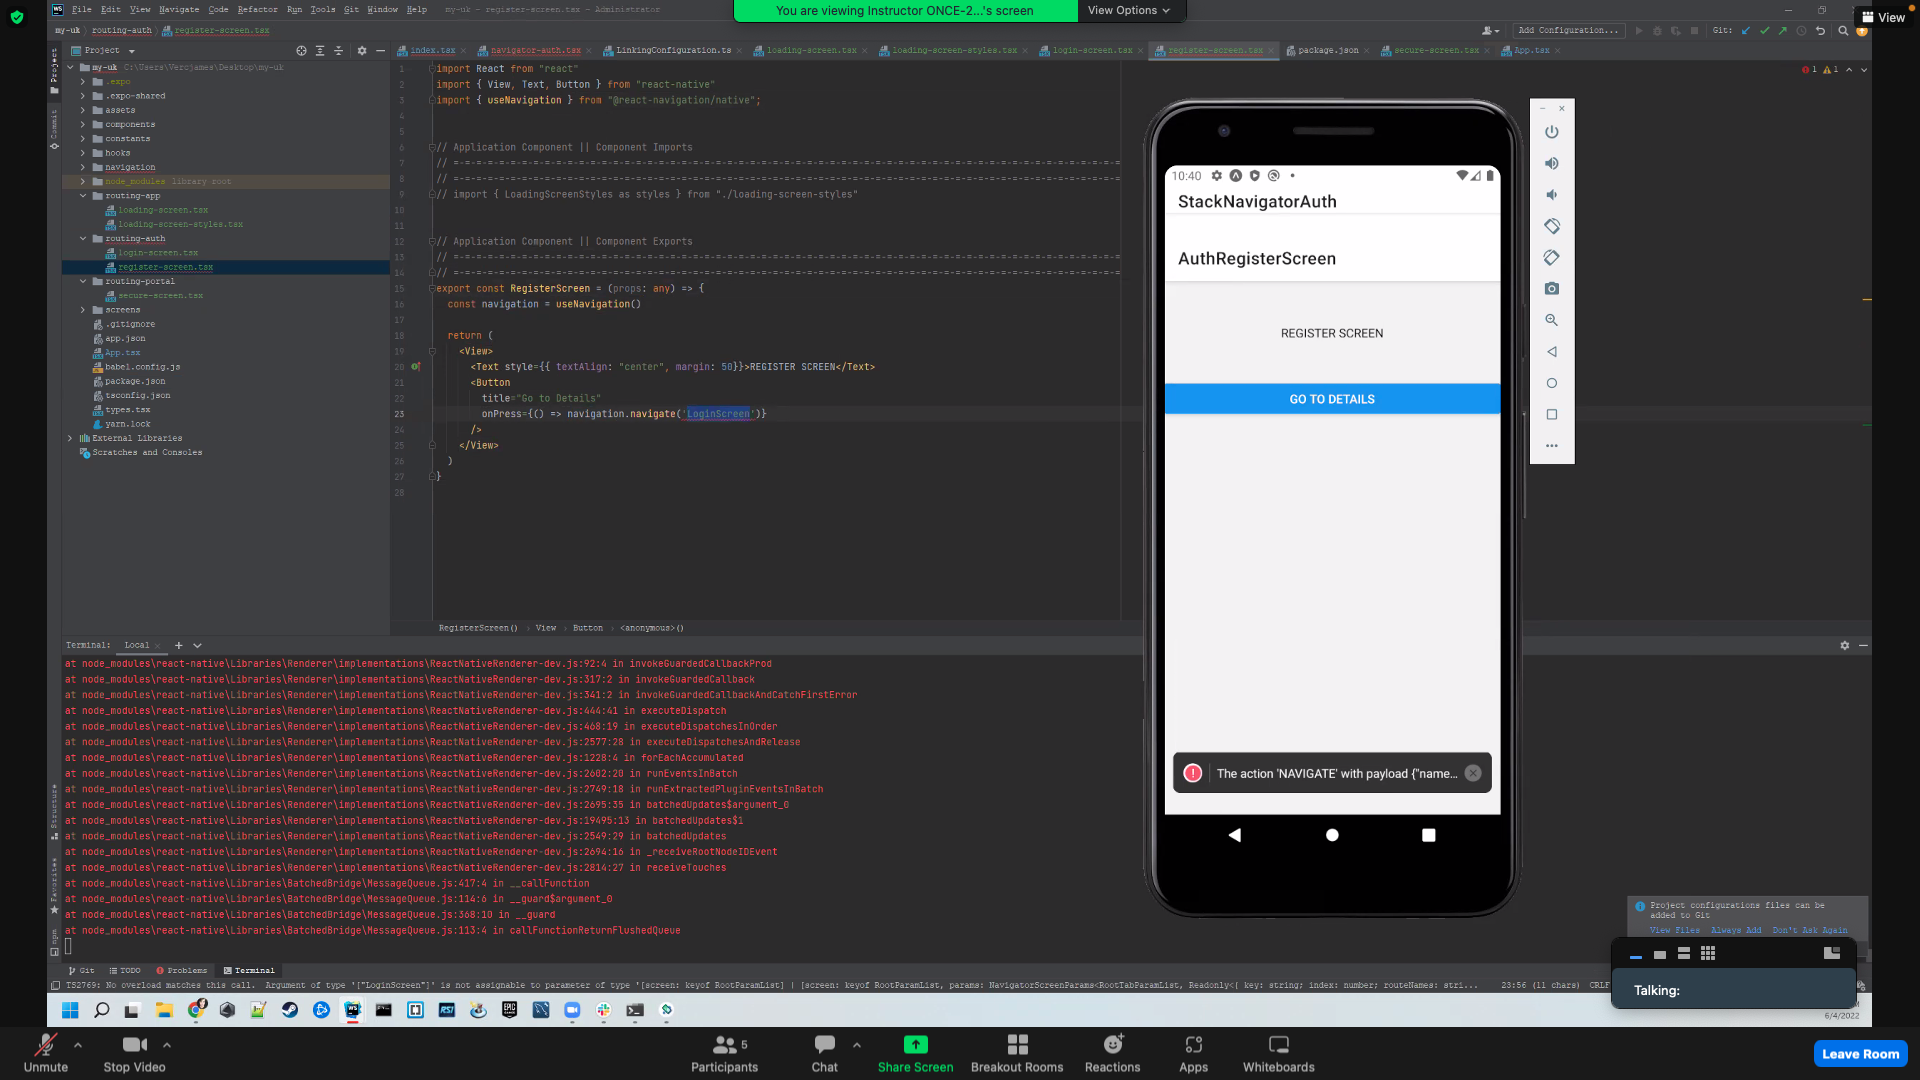 File Edit View Navigate Code Refactor Run Tools Git Window Help my-uk - register-screen.tsx - Administrator
You are viewing Instructor ONCE-2...'s screen
View Options
View
my-uk routing-auth register-screen.tsx
Add Configuration...
Git:
Project
index.tsx navigator-auth.tsx LinkingConfiguration.ts loading-screen.tsx loading-screen-styles.tsx login-screen.tsx register-screen.tsx package.json secure-screen.tsx App.tsx
my-uk C:\Users\Vercjames\Desktop\my-uk
.expo
.expo-shared
assets
components
constants
hooks
navigation
node_modules library root
routing-app
loading-screen.tsx
loading-screen-styles.tsx
routing-auth
login-screen.tsx
register-screen.tsx
routing-portal
secure-screen.tsx
screens
.gitignore
app.json
App.tsx
babel.config.js
package.json
tsconfig.json
types.tsx
yarn.lock
External Libraries
Scratches and Consoles
Project
Commit
Structure
Favorites
npm
1 import React from "react"
2 import { View, Text, Button } from "react-native"
3 import { useNavigation } from "@react-navigation/native";
4
5
6 // Application Component || Component Imports
7 // =-=-=-=-=-=-=-=-=-=-=-=-=-=-=-=-=-=-=-=-=-=-=-=-=-=-=-=-=-=-=-=-=-=-=-=-=-=-=-=-=-=-=-=-=-=-=-=-=
8 // =-=-=-=-=-=-=-=-=-=-=-=-=-=-=-=-=-=-=-=-=-=-=-=-=-=-=-=-=-=-=-=-=-=-=-=-=-=-=-=-=-=-=-=-=-=-=-=-=
9 // import { LoadingScreenStyles as styles } from "./loading-screen-styles"
10
11
12 // Application Component || Component Exports
13 // =-=-=-=-=-=-=-=-=-=-=-=-=-=-=-=-=-=-=-=-=-=-=-=-=-=-=-=-=-=-=-=-=-=-=-=-=-=-=-=-=-=-=-=-=-=-=-=-=
14 // =-=-=-=-=-=-=-=-=-=-=-=-=-=-=-=-=-=-=-=-=-=-=-=-=-=-=-=-=-=-=-=-=-=-=-=-=-=-=-=-=-=-=-=-=-=-=-=-=
15 export const RegisterScreen = (props: any) => {
16 const navigation = useNavigation()
17
18 return (
19 <View>
20 <Text style={{ textAlign: "center", margin: 50}}>REGISTER SCREEN</Text>
21 <Button
22 title="Go to Details"
23 onPress={() => navigation.navigate('LoginScreen')}
24 />
25 </View>
26 )
27 }
28
1 1
RegisterScreen() View Button <anonymous>()
10:40
StackNavigatorAuth
AuthRegisterScreen
REGISTER SCREEN
GO TO DETAILS
The action 'NAVIGATE' with payload {"name...
Terminal: Local
at node_modules\react-native\Libraries\Renderer\implementations\ReactNativeRenderer-dev.js:92:4 in invokeGuardedCallbackProd
at node_modules\react-native\Libraries\Renderer\implementations\ReactNativeRenderer-dev.js:317:2 in invokeGuardedCallback
at node_modules\react-native\Libraries\Renderer\implementations\ReactNativeRenderer-dev.js:341:2 in invokeGuardedCallbackAndCatchFirstError
at node_modules\react-native\Libraries\Renderer\implementations\ReactNativeRenderer-dev.js:444:41 in executeDispatch
at node_modules\react-native\Libraries\Renderer\implementations\ReactNativeRenderer-dev.js:468:19 in executeDispatchesInOrder
at node_modules\react-native\Libraries\Renderer\implementations\ReactNativeRenderer-dev.js:2577:28 in executeDispatchesAndRelease
at node_modules\react-native\Libraries\Renderer\implementations\ReactNativeRenderer-dev.js:1228:4 in forEachAccumulated
at node_modules\react-native\Libraries\Renderer\implementations\ReactNativeRenderer-dev.js:2602:20 in runEventsInBatch
at node_modules\react-native\Libraries\Renderer\implementations\ReactNativeRenderer-dev.js:2749:18 in runExtractedPluginEventsInBatch
at node_modules\react-native\Libraries\Renderer\implementations\ReactNativeRenderer-dev.js:2695:35 in batchedUpdates$argument_0
at node_modules\react-native\Libraries\Renderer\implementations\ReactNativeRenderer-dev.js:19495:13 in batchedUpdates$1
at node_modules\react-native\Libraries\Renderer\implementations\ReactNativeRenderer-dev.js:2549:29 in batchedUpdates
at node_modules\react-native\Libraries\Renderer\implementations\ReactNativeRenderer-dev.js:2694:16 in _receiveRootNodeIDEvent
at node_modules\react-native\Libraries\Renderer\implementations\ReactNativeRenderer-dev.js:2814:27 in receiveTouches
at node_modules\react-native\Libraries\BatchedBridge\MessageQueue.js:417:4 in __callFunction
at node_modules\react-native\Libraries\BatchedBridge\MessageQueue.js:114:6 in __guard$argument_0
at node_modules\react-native\Libraries\BatchedBridge\MessageQueue.js:368:10 in __guard
at node_modules\react-native\Libraries\BatchedBridge\MessageQueue.js:113:4 in callFunctionReturnFlushedQueue
Project configurations files can be
added to Git
View Files Always Add Don't Ask Again
Talking:
Git TODO Problems Terminal
TS2769: No overload matches this call. Argument of type '["LoginScreen"]' is not assignable to parameter of type '[screen: keyof RootParamList] | [screen: keyof RootParamList, params: NavigatorScreenParams<RootTabParamList, Readonly<{ key: string; index: number; routeNames: stri... 23:56 (11 chars) CRLF
6/4/2022
Unmute
Stop Video
Participants 5
Chat
Share Screen
Breakout Rooms
Reactions
Apps
Whiteboards
Leave Room